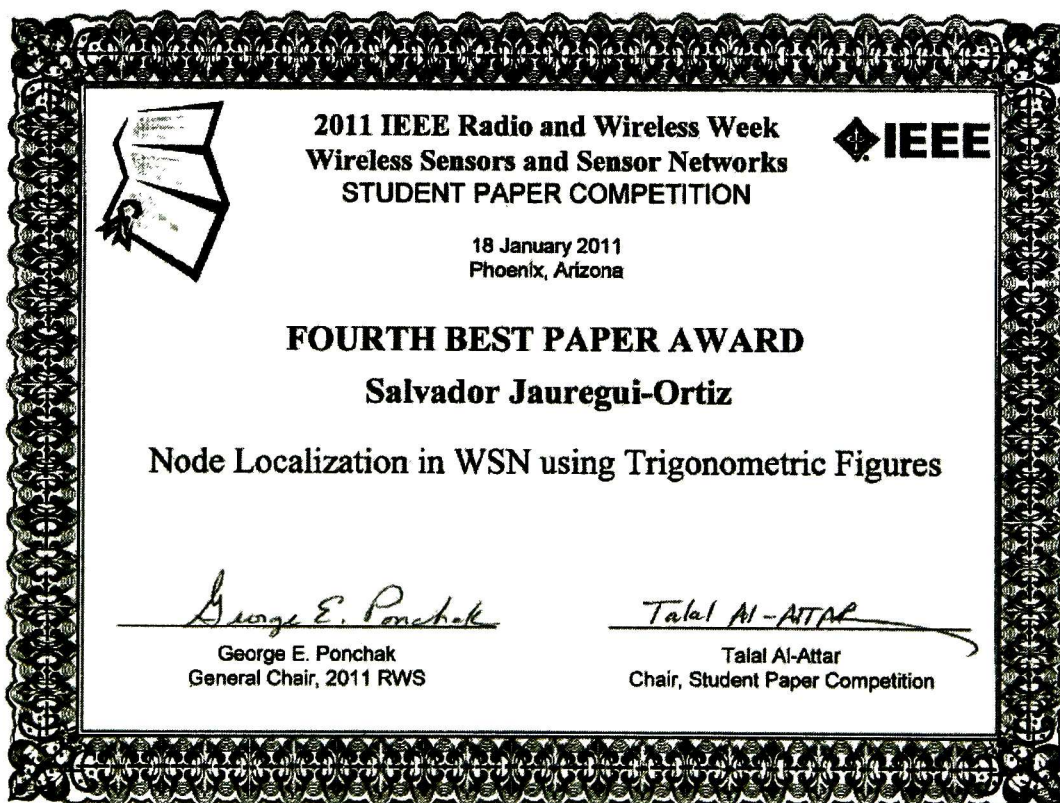 2011 IEEE Radio and Wireless Week
Wireless Sensors and Sensor Networks
STUDENT PAPER COMPETITION
IEEE
18 January 2011
Phoenix, Arizona
FOURTH BEST PAPER AWARD
Salvador Jauregui-Ortiz
Node Localization in WSN using Trigonometric Figures
George E. Ponchak
Talal Al-ATTAR
George E. Ponchak
General Chair, 2011 RWS
Talal Al-Attar
Chair, Student Paper Competition